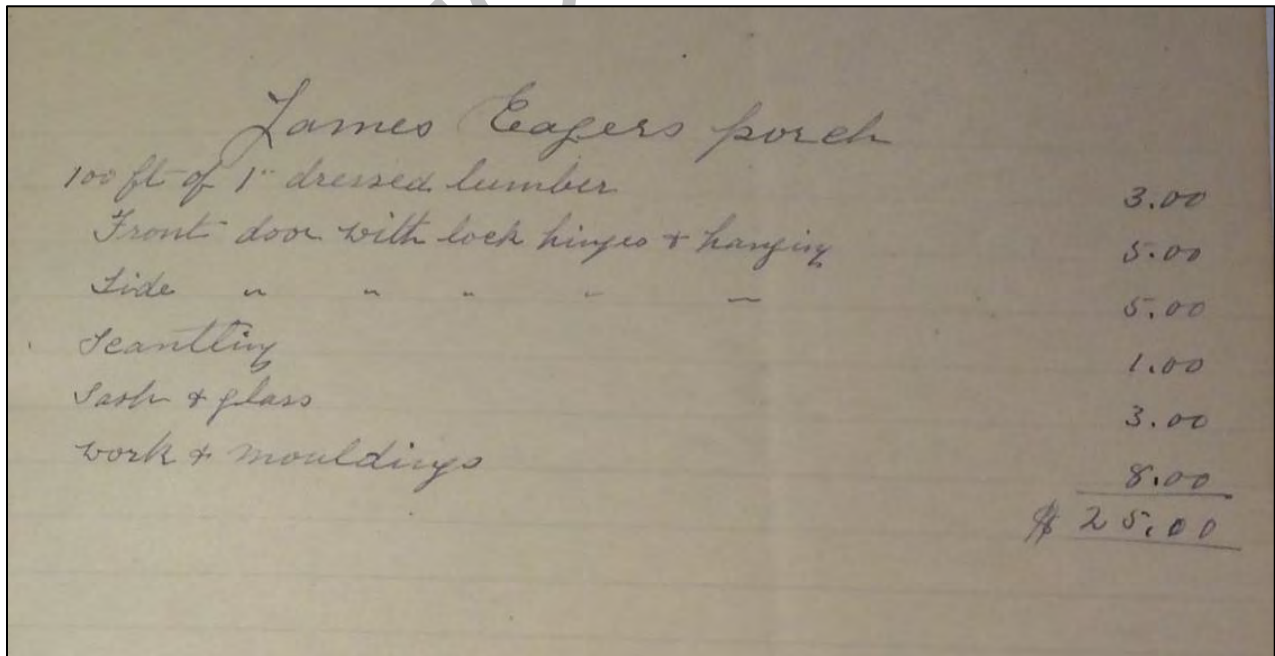 James Eagers porch
100 ft of 1" dressed lumber 3.00
Front door with lock hinges + hanging 5.00
Side " " " " " 5.00
Scantling 1.00
Sash + glass 3.00
work + mouldings 8.00
$ 25.00